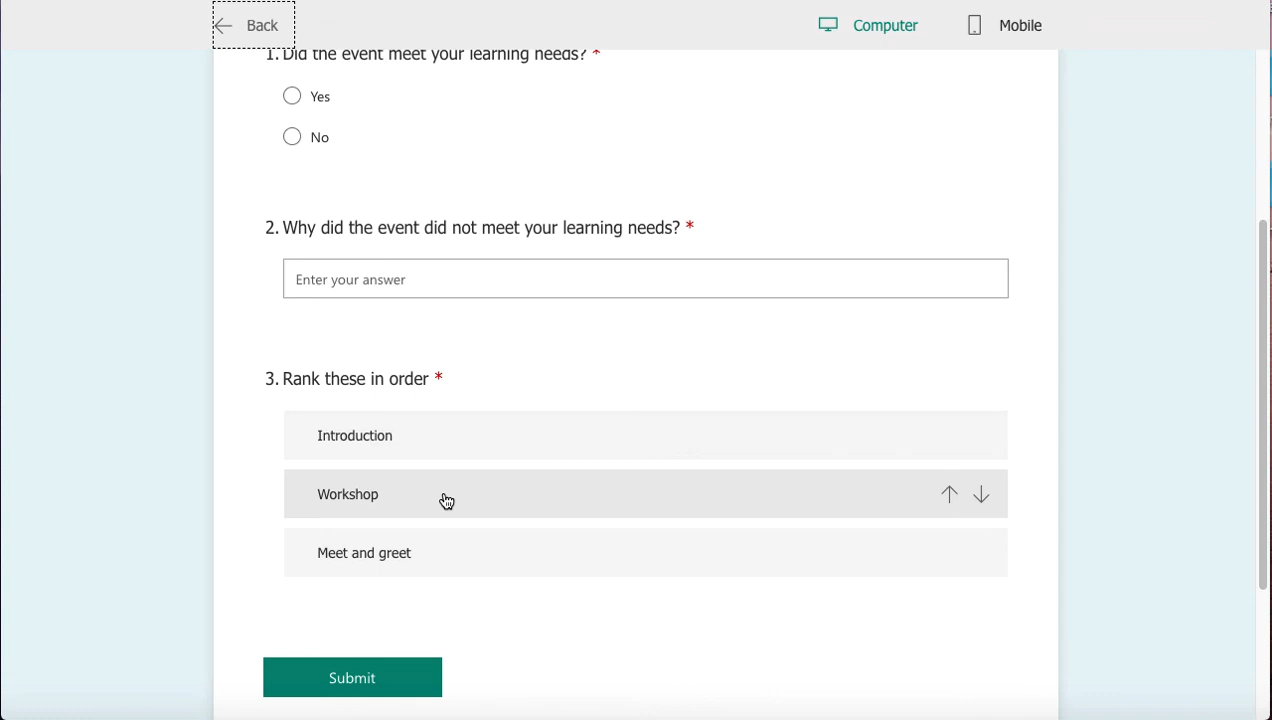 Back
Computer
Mobile
1. Did the event meet your learning needs? *
Yes
No
2. Why did the event did not meet your learning needs? *
Enter your answer
3. Rank these in order *
Introduction
Workshop
Meet and greet
Submit